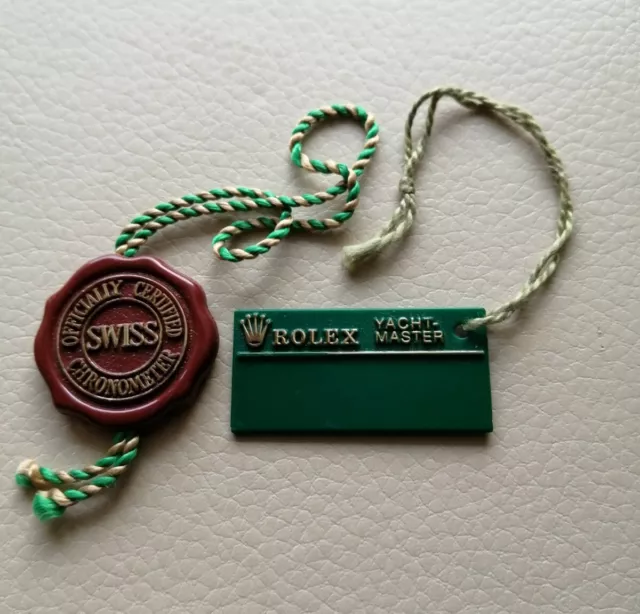 OFFICIALLY CERTIFIED
SWISS
CHRONOMETER
ROLEX YACHT-
MASTER